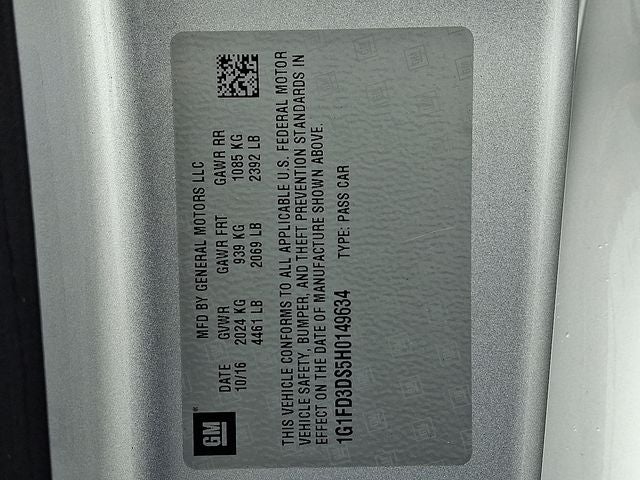 GM®
MFD BY GENERAL MOTORS LLC
DATE GVWR GAWR FRT GAWR RR
10/16 2024 KG 939 KG 1085 KG
4461 LB 2069 LB 2392 LB
THIS VEHICLE CONFORMS TO ALL APPLICABLE U.S. FEDERAL MOTOR
VEHICLE SAFETY, BUMPER, AND THEFT PREVENTION STANDARDS IN
EFFECT ON THE DATE OF MANUFACTURE SHOWN ABOVE.
1G1FD3DS5H0149634 TYPE: PASS CAR